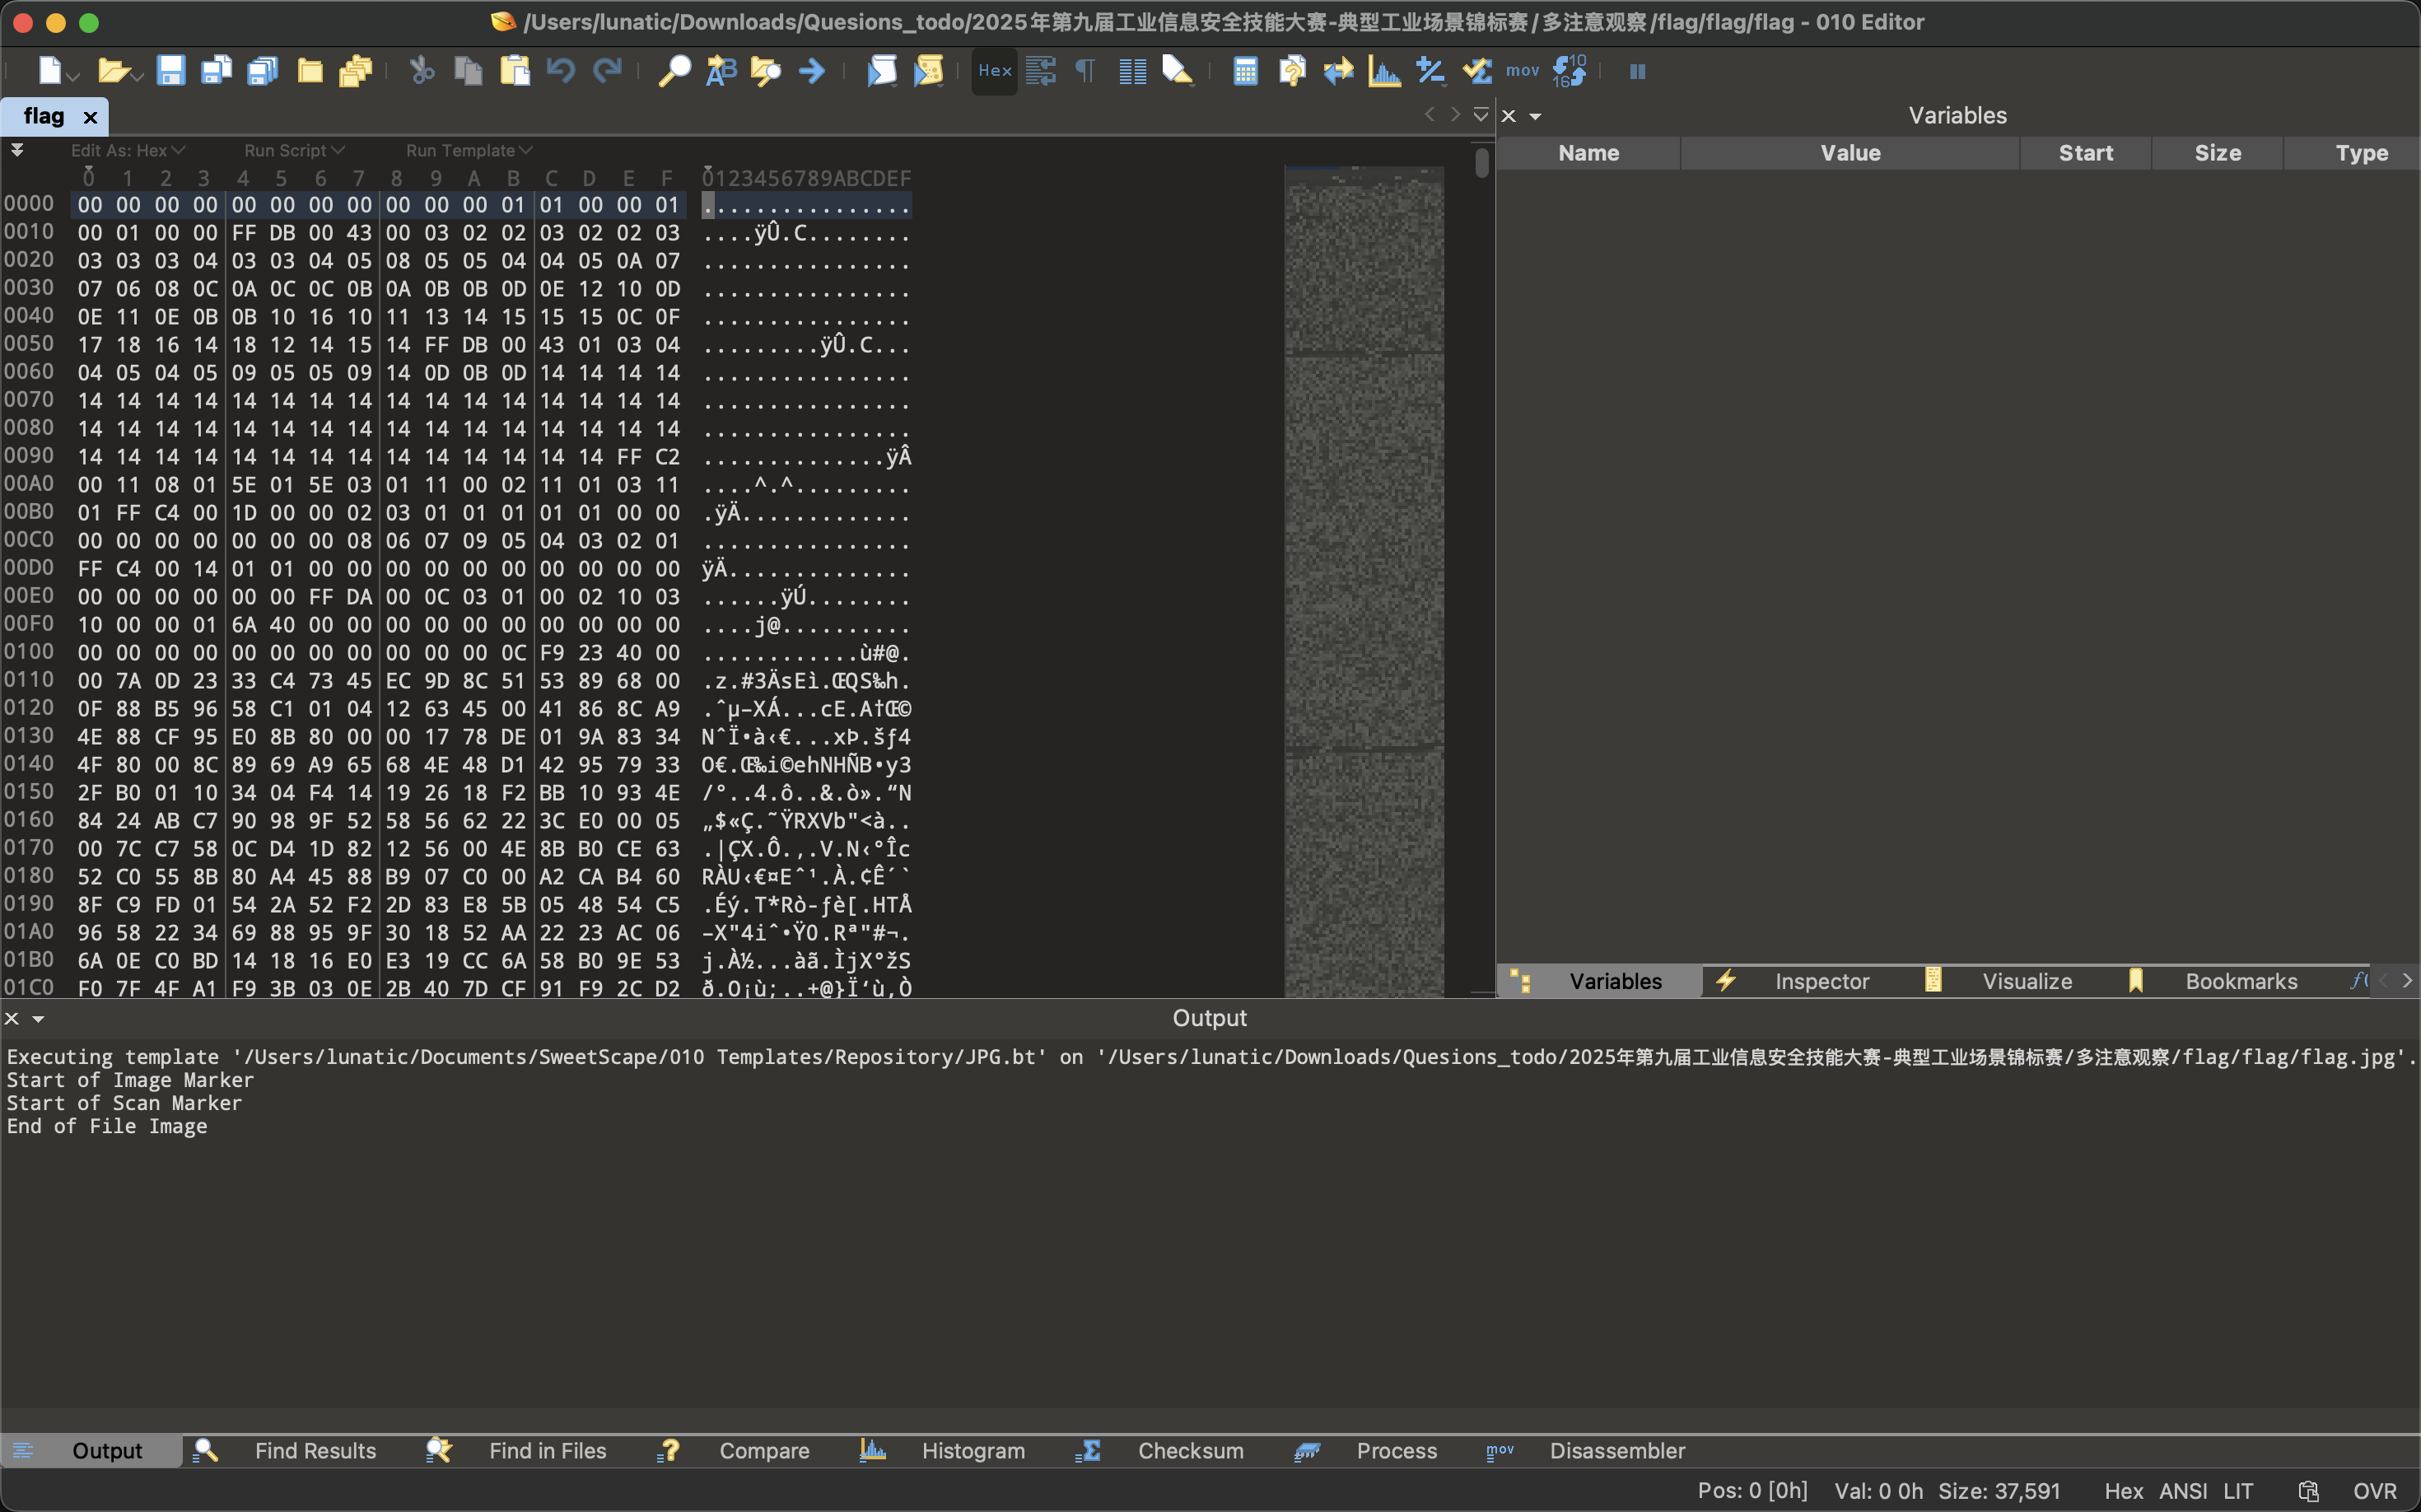 /Users/lunatic/Downloads/Quesions_todo/2025年第九届工业信息安全技能大赛-典型工业场景锦标赛/多注意观察/flag/flag/flag - 010 Editor
Hex
mov
flag
Variables
Edit As: Hex Run Script Run Template
Name Value Start Size Type
0 1 2 3 4 5 6 7 8 9 A B C D E F 0123456789ABCDEF
0000 00 00 00 00 00 00 00 00 00 00 00 01 01 00 00 01 ................
0010 00 01 00 00 FF DB 00 43 00 03 02 02 03 02 02 03 ....ÿÛ.C........
0020 03 03 03 04 03 03 04 05 08 05 05 04 04 05 0A 07 ................
0030 07 06 08 0C 0A 0C 0C 0B 0A 0B 0B 0D 0E 12 10 0D ................
0040 0E 11 0E 0B 0B 10 16 10 11 13 14 15 15 15 0C 0F ................
0050 17 18 16 14 18 12 14 15 14 FF DB 00 43 01 03 04 .........ÿÛ.C...
0060 04 05 04 05 09 05 05 09 14 0D 0B 0D 14 14 14 14 ................
0070 14 14 14 14 14 14 14 14 14 14 14 14 14 14 14 14 ................
0080 14 14 14 14 14 14 14 14 14 14 14 14 14 14 14 14 ................
0090 14 14 14 14 14 14 14 14 14 14 14 14 14 14 FF C2 ..............ÿÂ
00A0 00 11 08 01 5E 01 5E 03 01 11 00 02 11 01 03 11 ....^.^.........
00B0 01 FF C4 00 1D 00 00 02 03 01 01 01 01 01 00 00 .ÿÄ.............
00C0 00 00 00 00 00 00 00 08 06 07 09 05 04 03 02 01 ................
00D0 FF C4 00 14 01 01 00 00 00 00 00 00 00 00 00 00 ÿÄ..............
00E0 00 00 00 00 00 00 FF DA 00 0C 03 01 00 02 10 03 ......ÿÚ........
00F0 10 00 00 01 6A 40 00 00 00 00 00 00 00 00 00 00 ....j@..........
0100 00 00 00 00 00 00 00 00 00 00 00 0C F9 23 40 00 ............ù#@.
0110 00 7A 0D 23 33 C4 73 45 EC 9D 8C 51 53 89 68 00 .z.#3ÄsEì.ŒQS‰h.
0120 0F 88 B5 96 58 C1 01 04 12 63 45 00 41 86 8C A9 .ˆµ–XÁ...cE.A†Œ©
0130 4E 88 CF 95 E0 8B 80 00 00 17 78 DE 01 9A 83 34 NˆÏ•à‹€...xÞ.šƒ4
0140 4F 80 00 8C 89 69 A9 65 68 4E 48 D1 42 95 79 33 O€.Œ‰i©ehNHÑB•y3
0150 2F B0 01 10 34 04 F4 14 19 26 18 F2 BB 10 93 4E /°..4.ô..&.ò».“N
0160 84 24 AB C7 90 98 9F 52 58 56 62 22 3C E0 00 05 „$«Ç.˜ŸRXVb"<à..
0170 00 7C C7 58 0C D4 1D 82 12 56 00 4E 8B B0 CE 63 .|ÇX.Ô.‚.V.N‹°Îc
0180 52 C0 55 8B 80 A4 45 88 B9 07 C0 00 A2 CA B4 60 RÀU‹€¤Eˆ¹.À.¢Ê´`
0190 8F C9 FD 01 54 2A 52 F2 2D 83 E8 5B 05 48 54 C5 .Éý.T*Rò-ƒè[.HTÅ
01A0 96 58 22 34 69 88 95 9F 30 18 52 AA 22 23 AC 06 –X"4iˆ•Ÿ0.Rª"#¬.
01B0 6A 0E C0 BD 14 18 16 E0 E3 19 CC 6A 58 B0 9E 53 j.À½...àã.ÌjX°žS
01C0 F0 7F 4F A1 F9 3B 03 0E 2B 40 7D CF 91 F9 2C D2 ð.O¡ù;..+@}Ï‘ù,Ò
Variables Inspector Visualize Bookmarks
Output
Executing template '/Users/lunatic/Documents/SweetScape/010 Templates/Repository/JPG.bt' on '/Users/lunatic/Downloads/Quesions_todo/2025年第九届工业信息安全技能大赛-典型工业场景锦标赛/多注意观察/flag/flag/flag.jpg'.
Start of Image Marker
Start of Scan Marker
End of File Image
Output Find Results Find in Files Compare Histogram Checksum Process mov Disassembler
Pos: 0 [0h] Val: 0 0h Size: 37,591 Hex ANSI LIT OVR